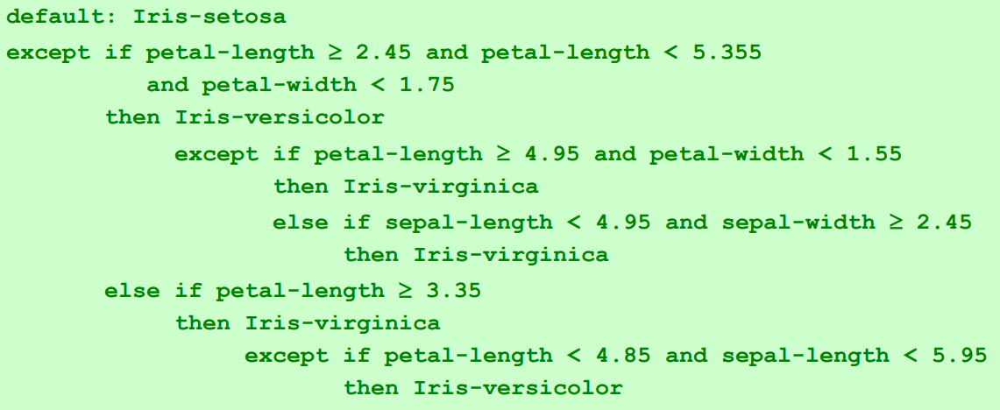 default: Iris-setosa
except if petal-length ≥ 2.45 and petal-length < 5.355
and petal-width < 1.75
then Iris-versicolor
except if petal-length ≥ 4.95 and petal-width < 1.55
then Iris-virginica
else if sepal-length < 4.95 and sepal-width ≥ 2.45
then Iris-virginica
else if petal-length ≥ 3.35
then Iris-virginica
except if petal-length < 4.85 and sepal-length < 5.95
then Iris-versicolor